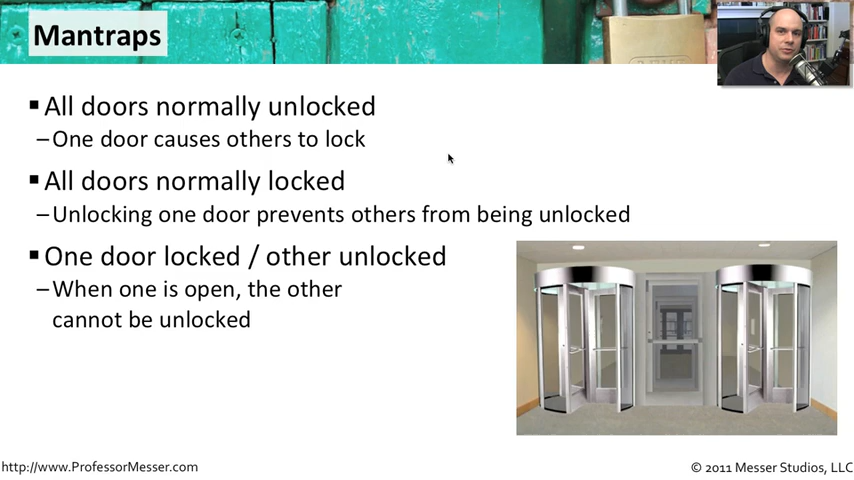 Mantraps
▪All doors normally unlocked
–One door causes others to lock
▪All doors normally locked
–Unlocking one door prevents others from being unlocked
▪One door locked / other unlocked
–When one is open, the other
cannot be unlocked
http://www.ProfessorMesser.com
© 2011 Messer Studios, LLC